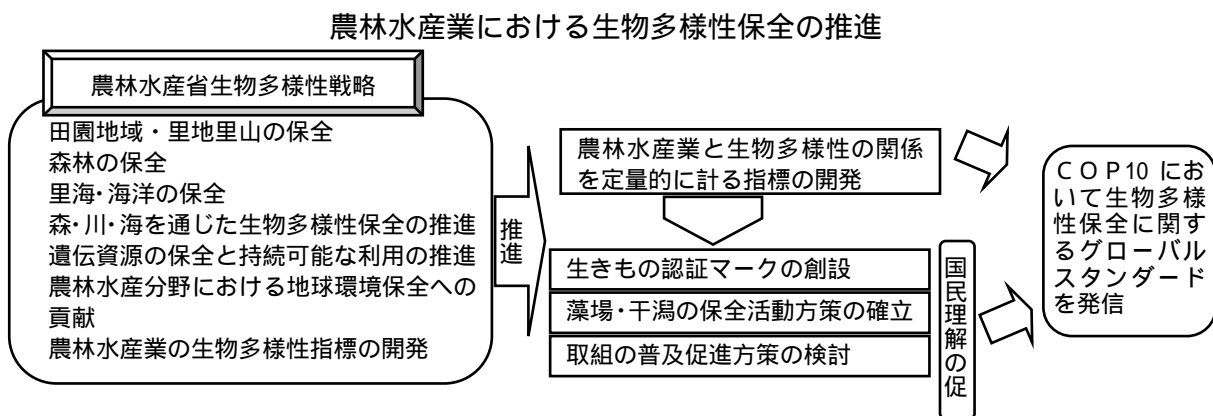 農林水産業における生物多様性保全の推進
農林水産省生物多様性戦略
田園地域・里地里山の保全
森林の保全
里海・海洋の保全
森・川・海を通じた生物多様性保全の推進
遺伝資源の保全と持続可能な利用の推進
農林水産分野における地球環境保全への
貢献
農林水産業の生物多様性指標の開発
推進
農林水産業と生物多様性の関係
を定量的に計る指標の開発
生きもの認証マークの創設
藻場・干潟の保全活動方策の確立
取組の普及促進方策の検討
国民理解の促
ＣＯＰ10 にお
いて生物多様
性保全に関す
るグローバル
スタンダード
を発信